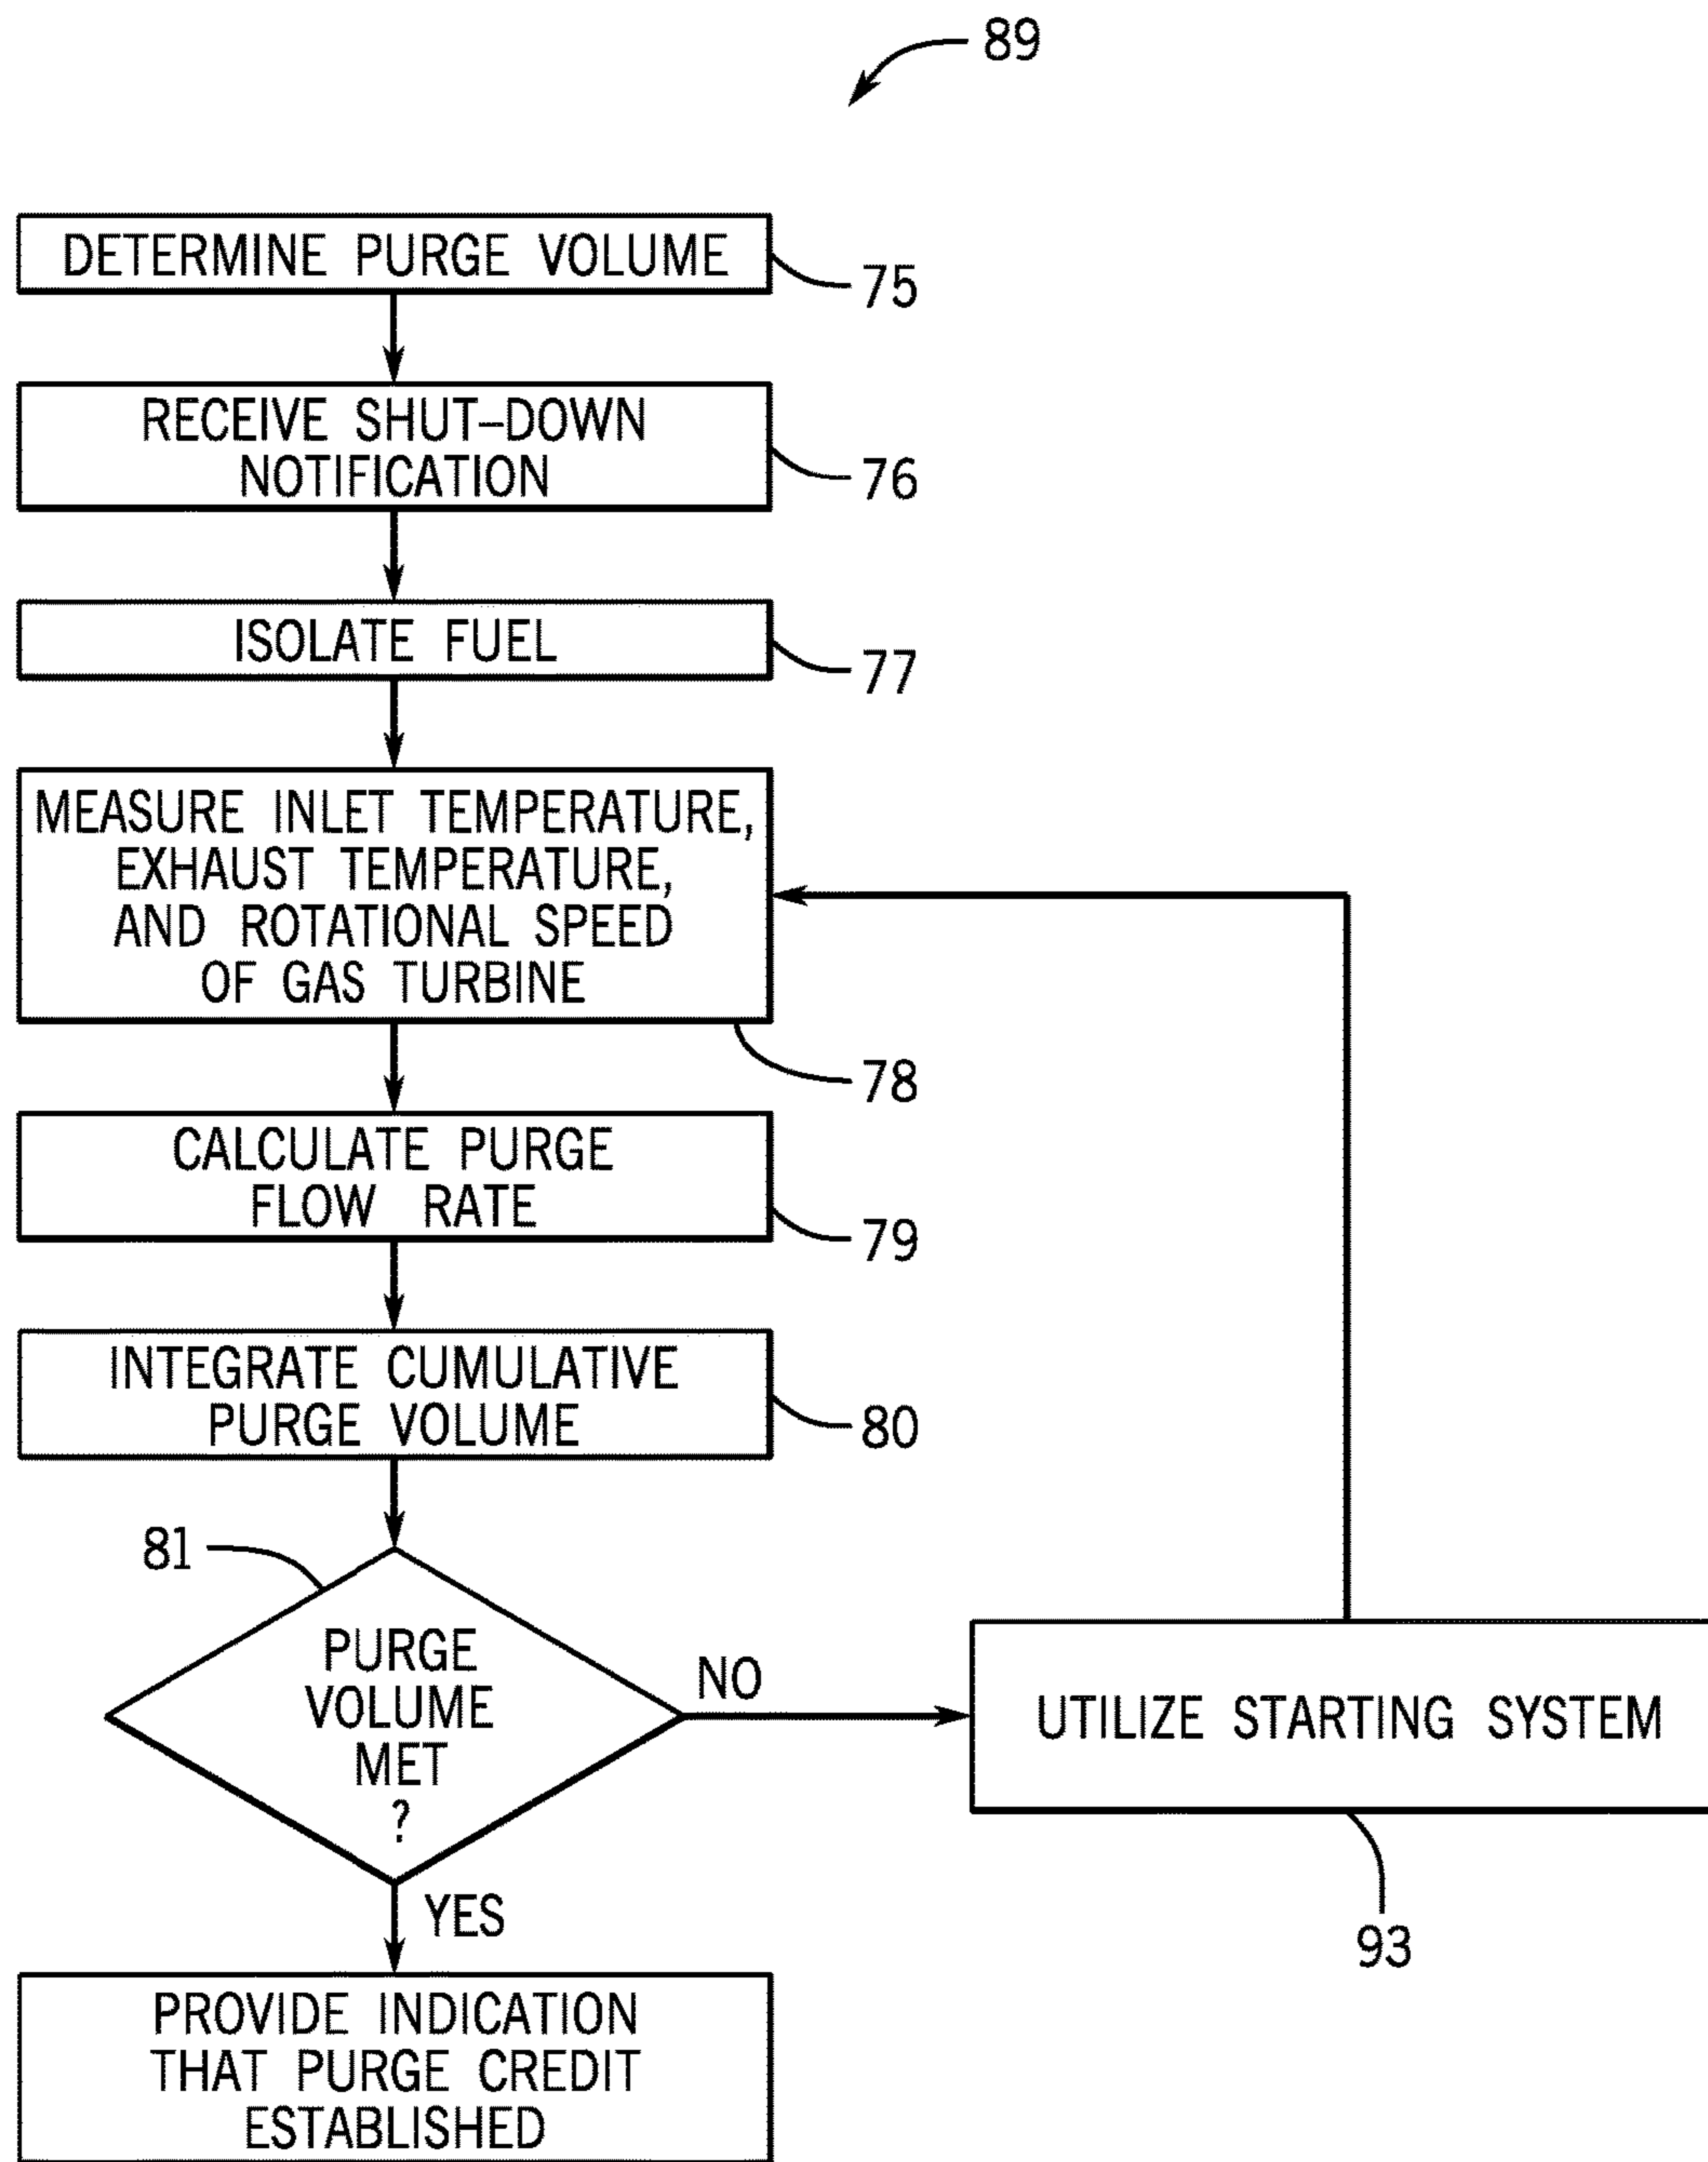 89
DETERMINE PURGE VOLUME
75
RECEIVE SHUT–DOWN
NOTIFICATION
76
ISOLATE FUEL
77
MEASURE INLET TEMPERATURE,
EXHAUST TEMPERATURE,
AND ROTATIONAL SPEED
OF GAS TURBINE
78
CALCULATE PURGE
FLOW RATE
79
INTEGRATE CUMULATIVE
PURGE VOLUME
80
81
PURGE
VOLUME
MET
?
NO
UTILIZE STARTING SYSTEM
93
YES
PROVIDE INDICATION
THAT PURGE CREDIT
ESTABLISHED